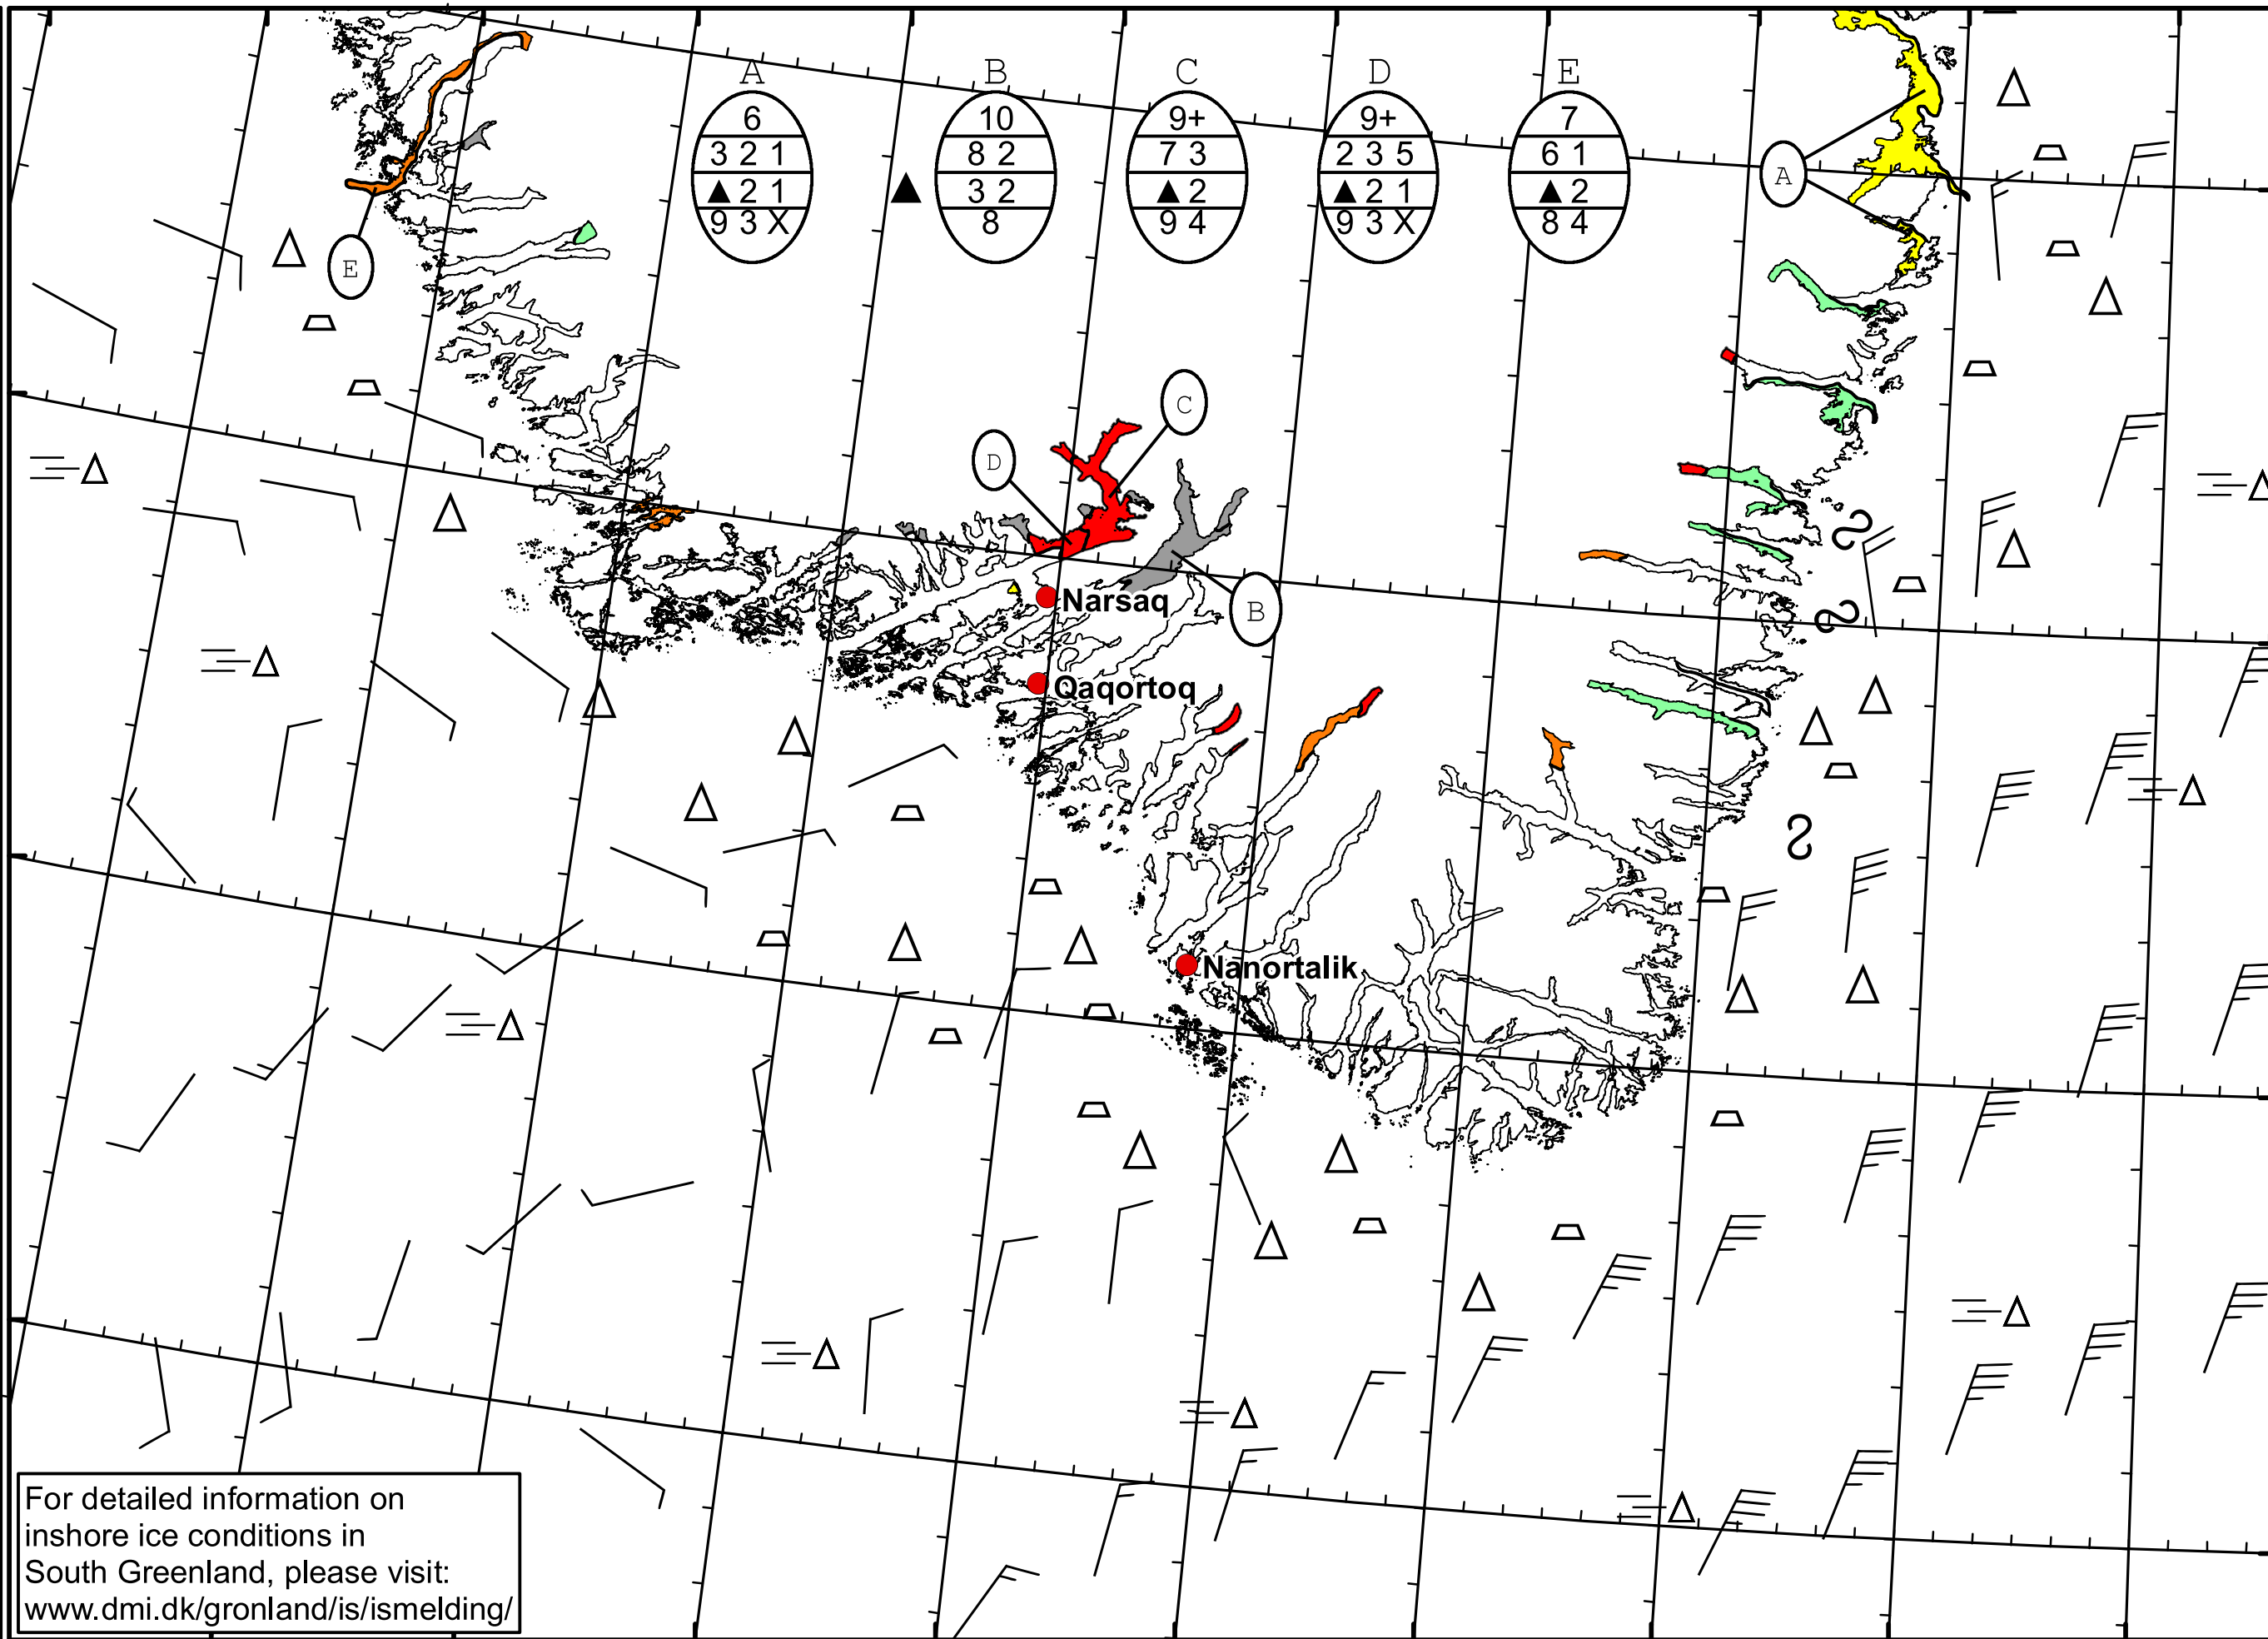 A B C D E
6 10 9+ 9+ 7
3 2 1 8 2 7 3 2 3 5 6 1
▲ 2 1 ▲ 3 2 ▲ 2 ▲ 2 1 ▲ 2
9 3 X 8 9 4 9 3 X 8 4
A
E
C
D
B
Narsaq
Qaqortoq
Nanortalik
For detailed information on
inshore ice conditions in
South Greenland, please visit:
www.dmi.dk/gronland/is/ismelding/